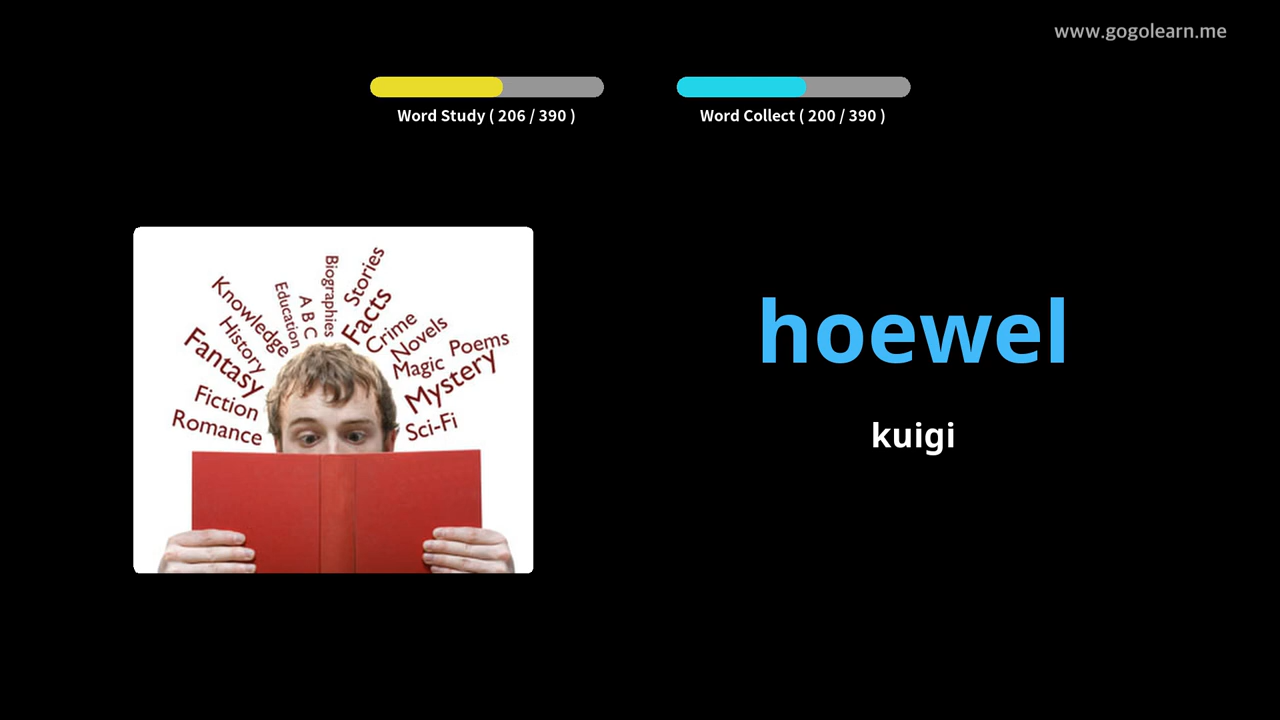 www.gogolearn.me
Word Study ( 206 / 390 )
Word Collect ( 200 / 390 )
Biographies
Stories
Education
A B C
Facts
Knowledge
Crime
History
Novels
Poems
Fantasy
Magic
Mystery
Fiction
Sci-Fi
Romance
hoewel
kuigi